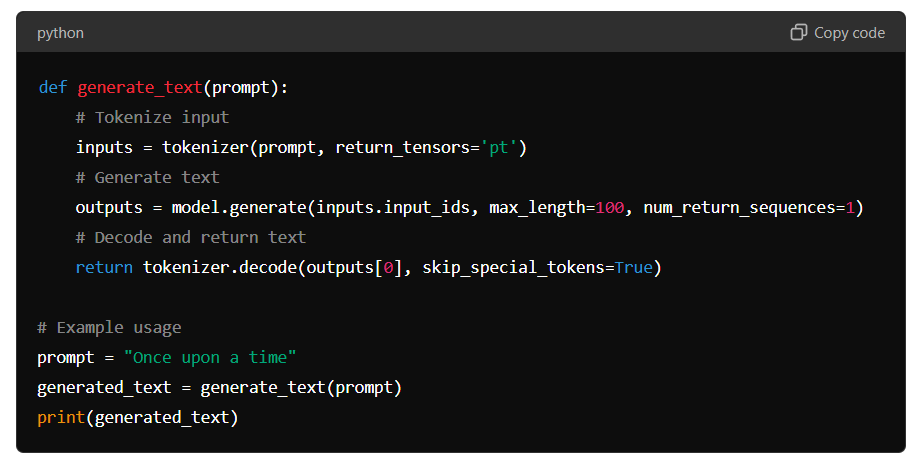 python
Copy code
def generate_text(prompt):
    # Tokenize input
    inputs = tokenizer(prompt, return_tensors='pt')
    # Generate text
    outputs = model.generate(inputs.input_ids, max_length=100, num_return_sequences=1)
    # Decode and return text
    return tokenizer.decode(outputs[0], skip_special_tokens=True)
# Example usage
prompt = "Once upon a time"
generated_text = generate_text(prompt)
print(generated_text)